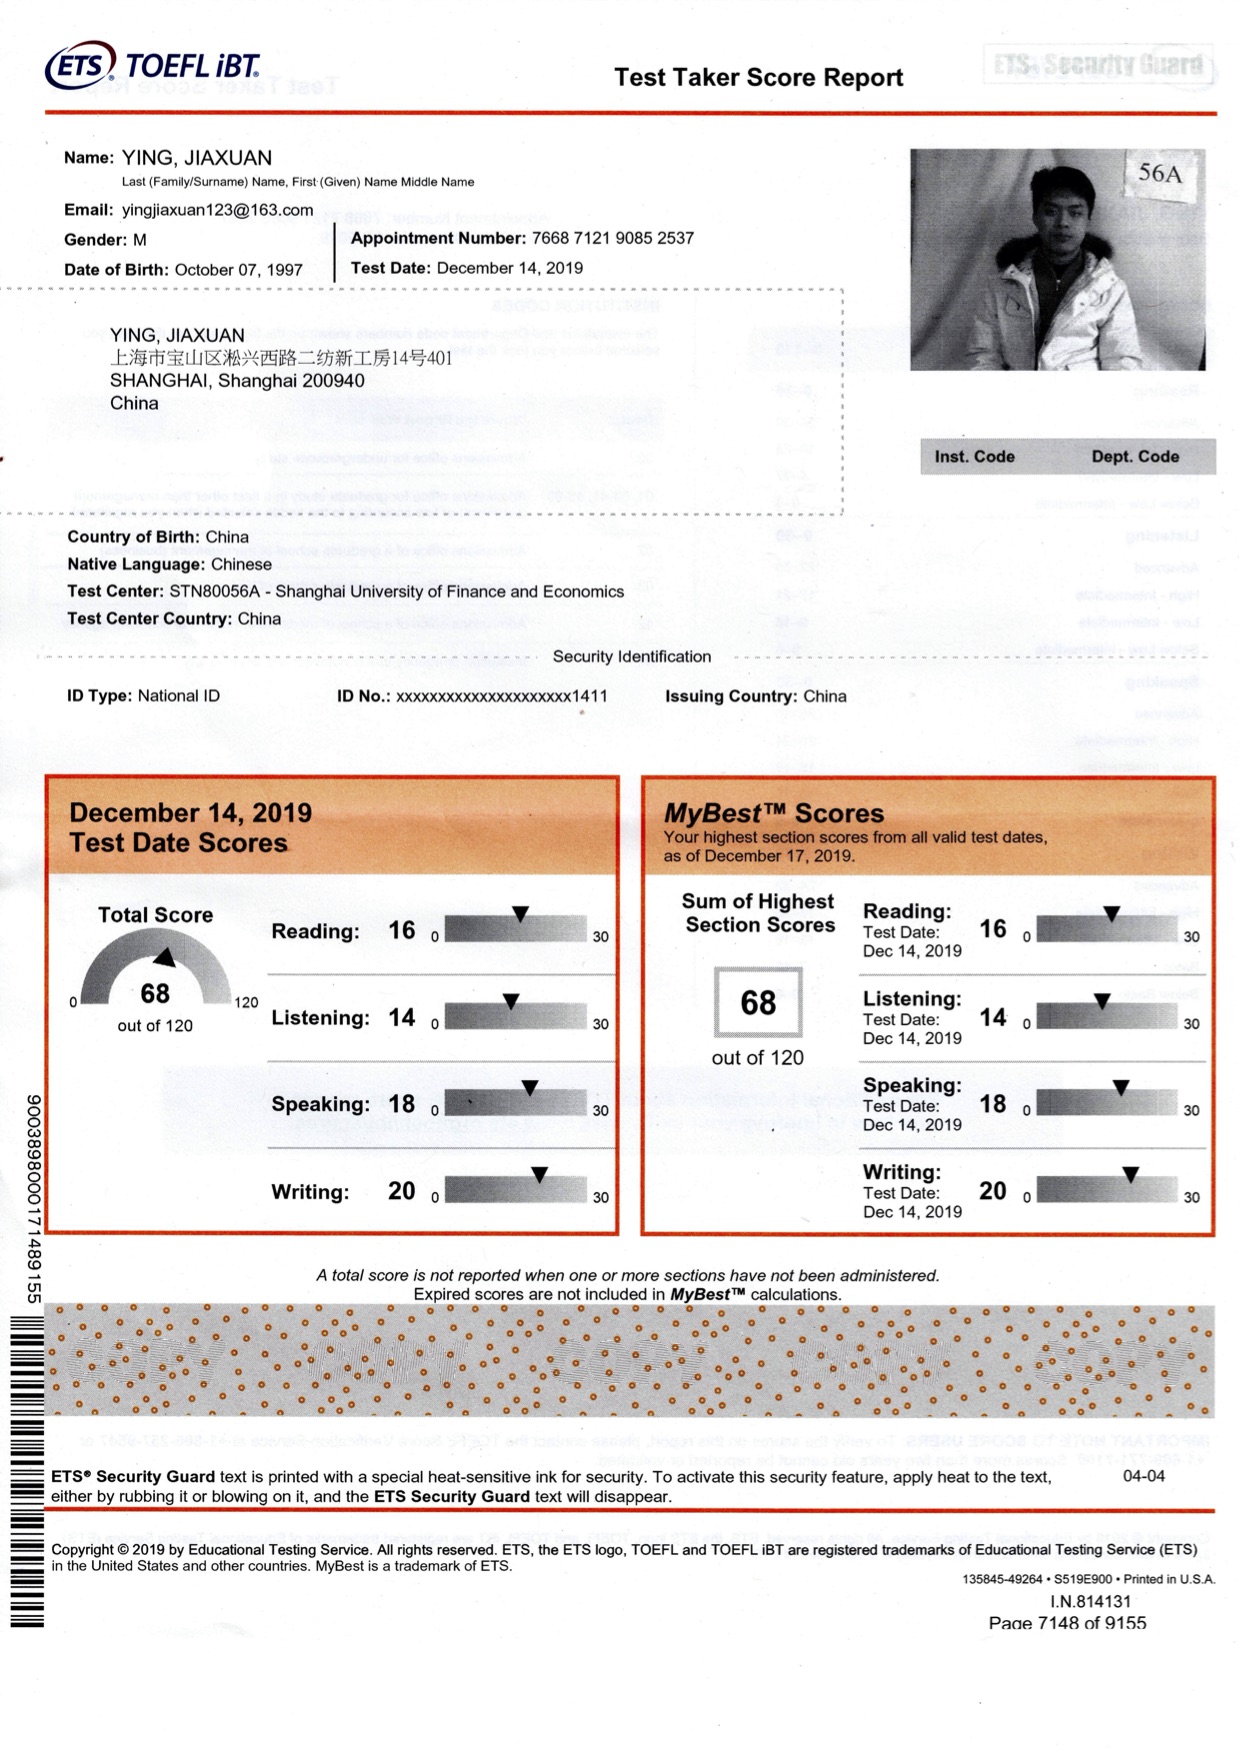 ETS® TOEFL iBT®
Test Taker Score Report
ETS® Security Guard
Name: YING, JIAXUAN
Last (Family/Surname) Name, First (Given) Name Middle Name
Email: yingjiaxuan123@163.com
Gender: M
Date of Birth: October 07, 1997
Appointment Number: 7668 7121 9085 2537
Test Date: December 14, 2019
56A
YING, JIAXUAN
上海市宝山区淞兴西路二纺新工房14号401
SHANGHAI, Shanghai 200940
China
Inst. Code Dept. Code
Country of Birth: China
Native Language: Chinese
Test Center: STN80056A - Shanghai University of Finance and Economics
Test Center Country: China
Security Identification
ID Type: National ID ID No.: xxxxxxxxxxxxxxxxxxxxx1411 Issuing Country: China
December 14, 2019
Test Date Scores
Total Score
0 68 120
out of 120
Reading: 16 0 30
Listening: 14 0 30
Speaking: 18 0 30
Writing: 20 0 30
MyBest™ Scores
Your highest section scores from all valid test dates,
as of December 17, 2019.
Sum of Highest
Section Scores
68
out of 120
Reading: 16 0 30
Test Date:
Dec 14, 2019
Listening: 14 0 30
Test Date:
Dec 14, 2019
Speaking: 18 0 30
Test Date:
Dec 14, 2019
Writing: 20 0 30
Test Date:
Dec 14, 2019
A total score is not reported when one or more sections have not been administered.
Expired scores are not included in MyBest™ calculations.
9003898000171489155
ETS® Security Guard text is printed with a special heat-sensitive ink for security. To activate this security feature, apply heat to the text,
either by rubbing it or blowing on it, and the ETS Security Guard text will disappear.
04-04
Copyright © 2019 by Educational Testing Service. All rights reserved. ETS, the ETS logo, TOEFL and TOEFL iBT are registered trademarks of Educational Testing Service (ETS)
in the United States and other countries. MyBest is a trademark of ETS.
135845-49264 • S519E900 • Printed in U.S.A.
I.N.814131
Page 7148 of 9155